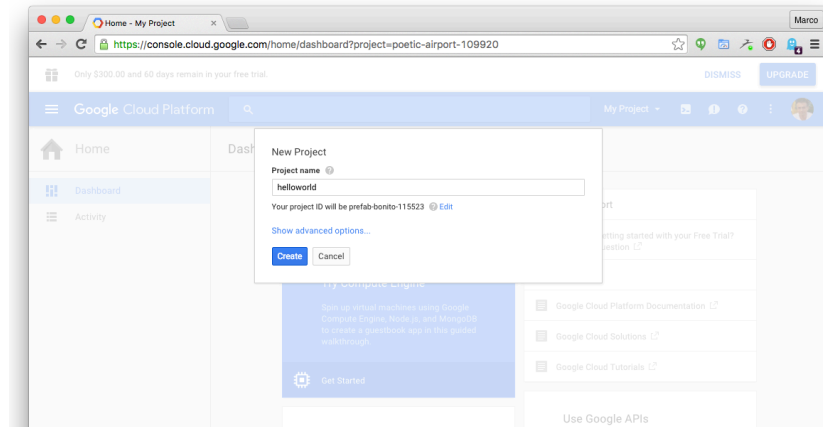 Home - My Project
Marco
https://console.cloud.google.com/home/dashboard?project=poetic-airport-109920
4
Only $300.00 and 60 days remain in your free trial.
DISMISS
UPGRADE
Google Cloud Platform
My Project
Home
Dash
Dashboard
Activity
New Project
Project name
helloworld
Your project ID will be prefab-bonito-115523 Edit
Show advanced options...
Create
Cancel
Try Compute Engine
Spin up virtual machines using Google
Compute Engine, Node.js, and MongoDB
to create a guestbook app in this guided
walkthrough
Get Started
ort
etting started with your Free Trial?
uestion
Google Cloud Platform Documentation
Google Cloud Solutions
Google Cloud Tutorials
Use Google APIs